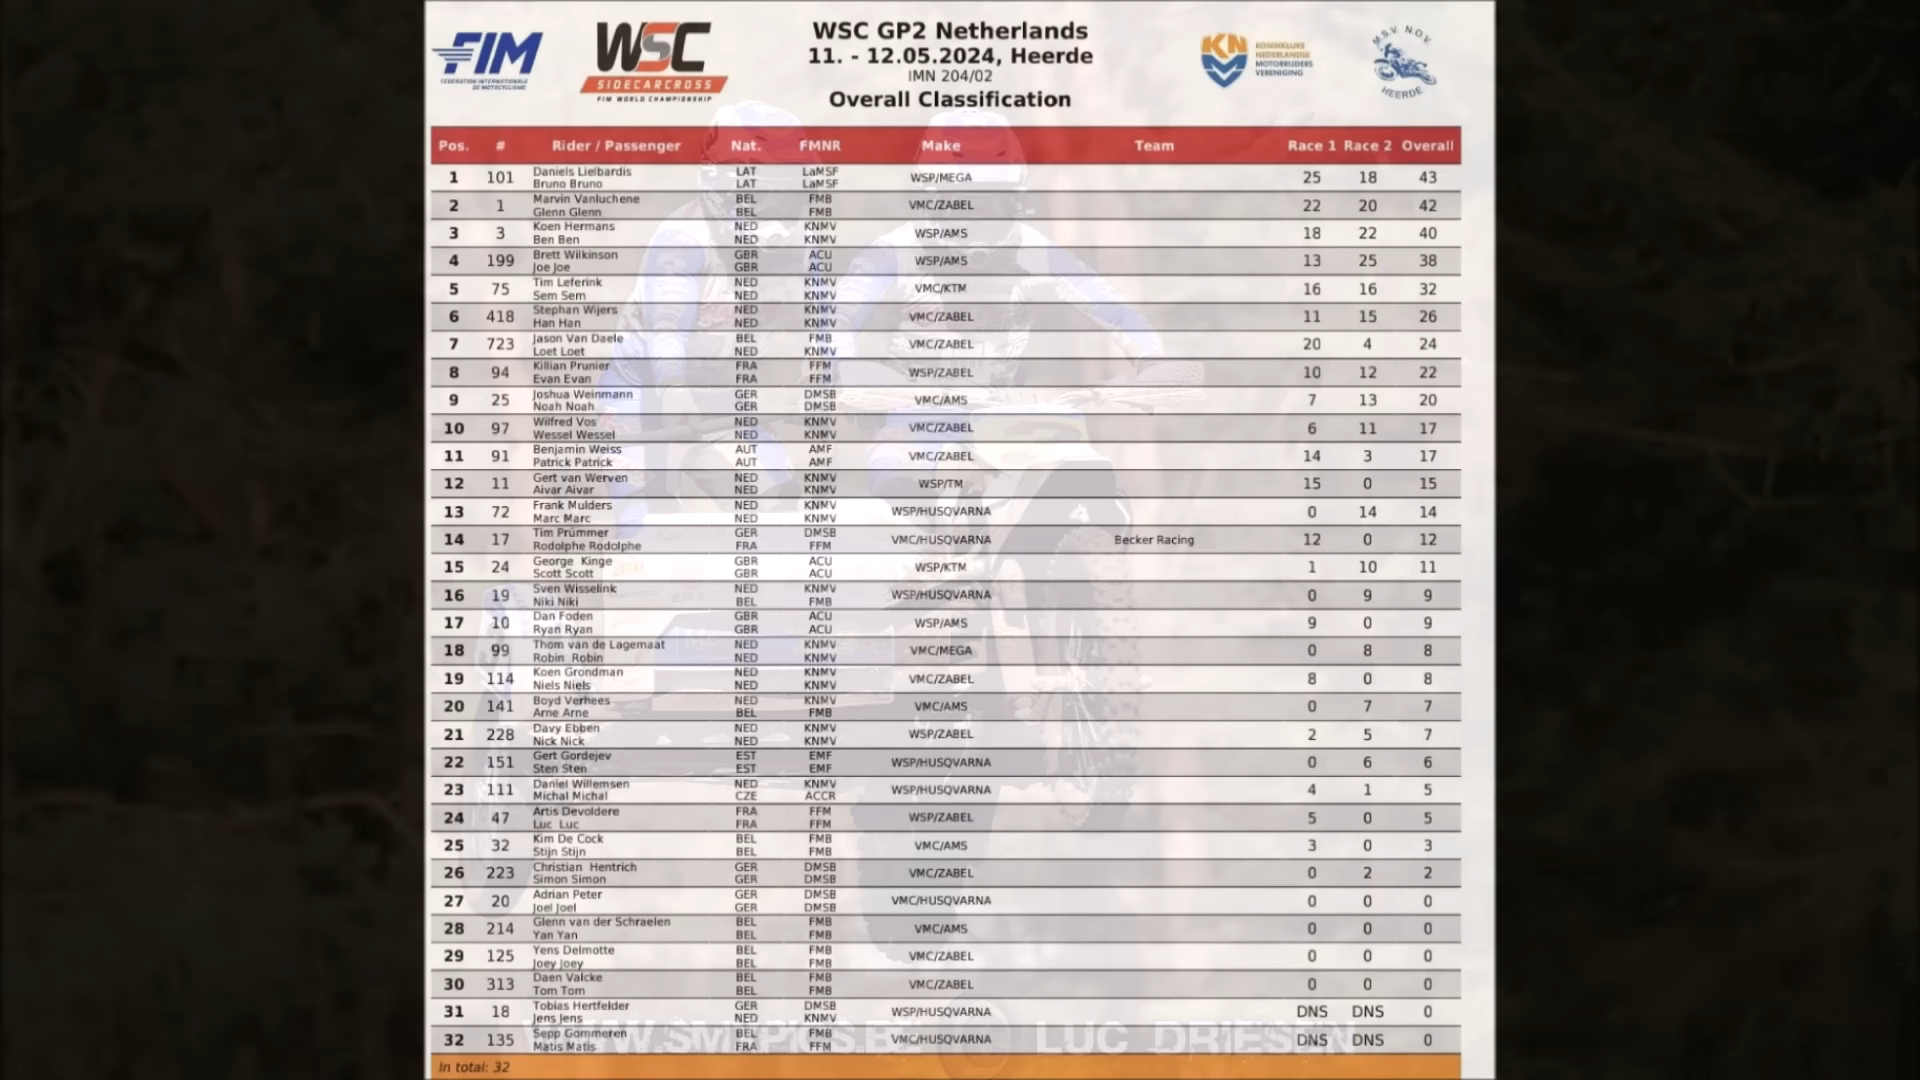 FIM
FEDERATION INTERNATIONALE
DE MOTOCYCLISME
WSC
SIDECARCROSS
FIM WORLD CHAMPIONSHIP
WSC GP2 Netherlands
11. - 12.05.2024, Heerde
IMN 204/02
Overall Classification
KN
KONINKLIJKE
NEDERLANDSE
MOTORRIJDERS
VERENIGING
M.S.V. N.O.V.
HEERDE
Pos. # Rider / Passenger Nat. FMNR Make Team Race 1 Race 2 Overall
1 101 Daniels Lielbardis LAT LaMSF WSP/MEGA 25 18 43
Bruno Bruno LAT LaMSF
2 1 Marvin Vanluchene BEL FMB VMC/ZABEL 22 20 42
Glenn Glenn BEL FMB
3 3 Koen Hermans NED KNMV WSP/AMS 18 22 40
Ben Ben NED KNMV
4 199 Brett Wilkinson GBR ACU WSP/AMS 13 25 38
Joe Joe GBR ACU
5 75 Tim Leferink NED KNMV VMC/KTM 16 16 32
Sem Sem NED KNMV
6 418 Stephan Wijers NED KNMV VMC/ZABEL 11 15 26
Han Han NED KNMV
7 723 Jason Van Daele BEL FMB VMC/ZABEL 20 4 24
Loet Loet NED KNMV
8 94 Killian Prunier FRA FFM WSP/ZABEL 10 12 22
Evan Evan FRA FFM
9 25 Joshua Weinmann GER DMSB VMC/AMS 7 13 20
Noah Noah GER DMSB
10 97 Wilfred Vos NED KNMV VMC/ZABEL 6 11 17
Wessel Wessel NED KNMV
11 91 Benjamin Weiss AUT AMF VMC/ZABEL 14 3 17
Patrick Patrick AUT AMF
12 11 Gert van Werven NED KNMV WSP/TM 15 0 15
Aivar Aivar NED KNMV
13 72 Frank Mulders NED KNMV WSP/HUSQVARNA 0 14 14
Marc Marc NED KNMV
14 17 Tim Prümmer GER DMSB VMC/HUSQVARNA Becker Racing 12 0 12
Rodolphe Rodolphe FRA FFM
15 24 George Kinge GBR ACU WSP/KTM 1 10 11
Scott Scott GBR ACU
16 19 Sven Wisselink NED KNMV WSP/HUSQVARNA 0 9 9
Niki Niki BEL FMB
17 10 Dan Foden GBR ACU WSP/AMS 9 0 9
Ryan Ryan GBR ACU
18 99 Thom van de Lagemaat NED KNMV VMC/MEGA 0 8 8
Robin Robin NED KNMV
19 114 Koen Grondman NED KNMV VMC/ZABEL 8 0 8
Niels Niels NED KNMV
20 141 Boyd Verhees NED KNMV VMC/AMS 0 7 7
Arne Arne BEL FMB
21 228 Davy Ebben NED KNMV WSP/ZABEL 2 5 7
Nick Nick NED KNMV
22 151 Gert Gordejev EST EMF WSP/HUSQVARNA 0 6 6
Sten Sten EST EMF
23 111 Daniel Willemsen NED KNMV WSP/HUSQVARNA 4 1 5
Michal Michal CZE ACCR
24 47 Artis Devoldere FRA FFM WSP/ZABEL 5 0 5
Luc Luc FRA FFM
25 32 Kim De Cock BEL FMB VMC/AMS 3 0 3
Stijn Stijn BEL FMB
26 223 Christian Hentrich GER DMSB VMC/ZABEL 0 2 2
Simon Simon GER DMSB
27 20 Adrian Peter GER DMSB VMC/HUSQVARNA 0 0 0
Joel Joel GER DMSB
28 214 Glenn van der Schraelen BEL FMB VMC/AMS 0 0 0
Yan Yan BEL FMB
29 125 Yens Delmotte BEL FMB VMC/ZABEL 0 0 0
Joey Joey BEL FMB
30 313 Daen Valcke BEL FMB VMC/ZABEL 0 0 0
Tom Tom BEL FMB
31 18 Tobias Hertfelder GER DMSB WSP/HUSQVARNA DNS DNS 0
Jens Jens NED KNMV
32 135 Sepp Gommeren BEL FMB VMC/HUSQVARNA DNS DNS 0
Matis Matis FRA FFM
LUC DRIESEN
In total: 32